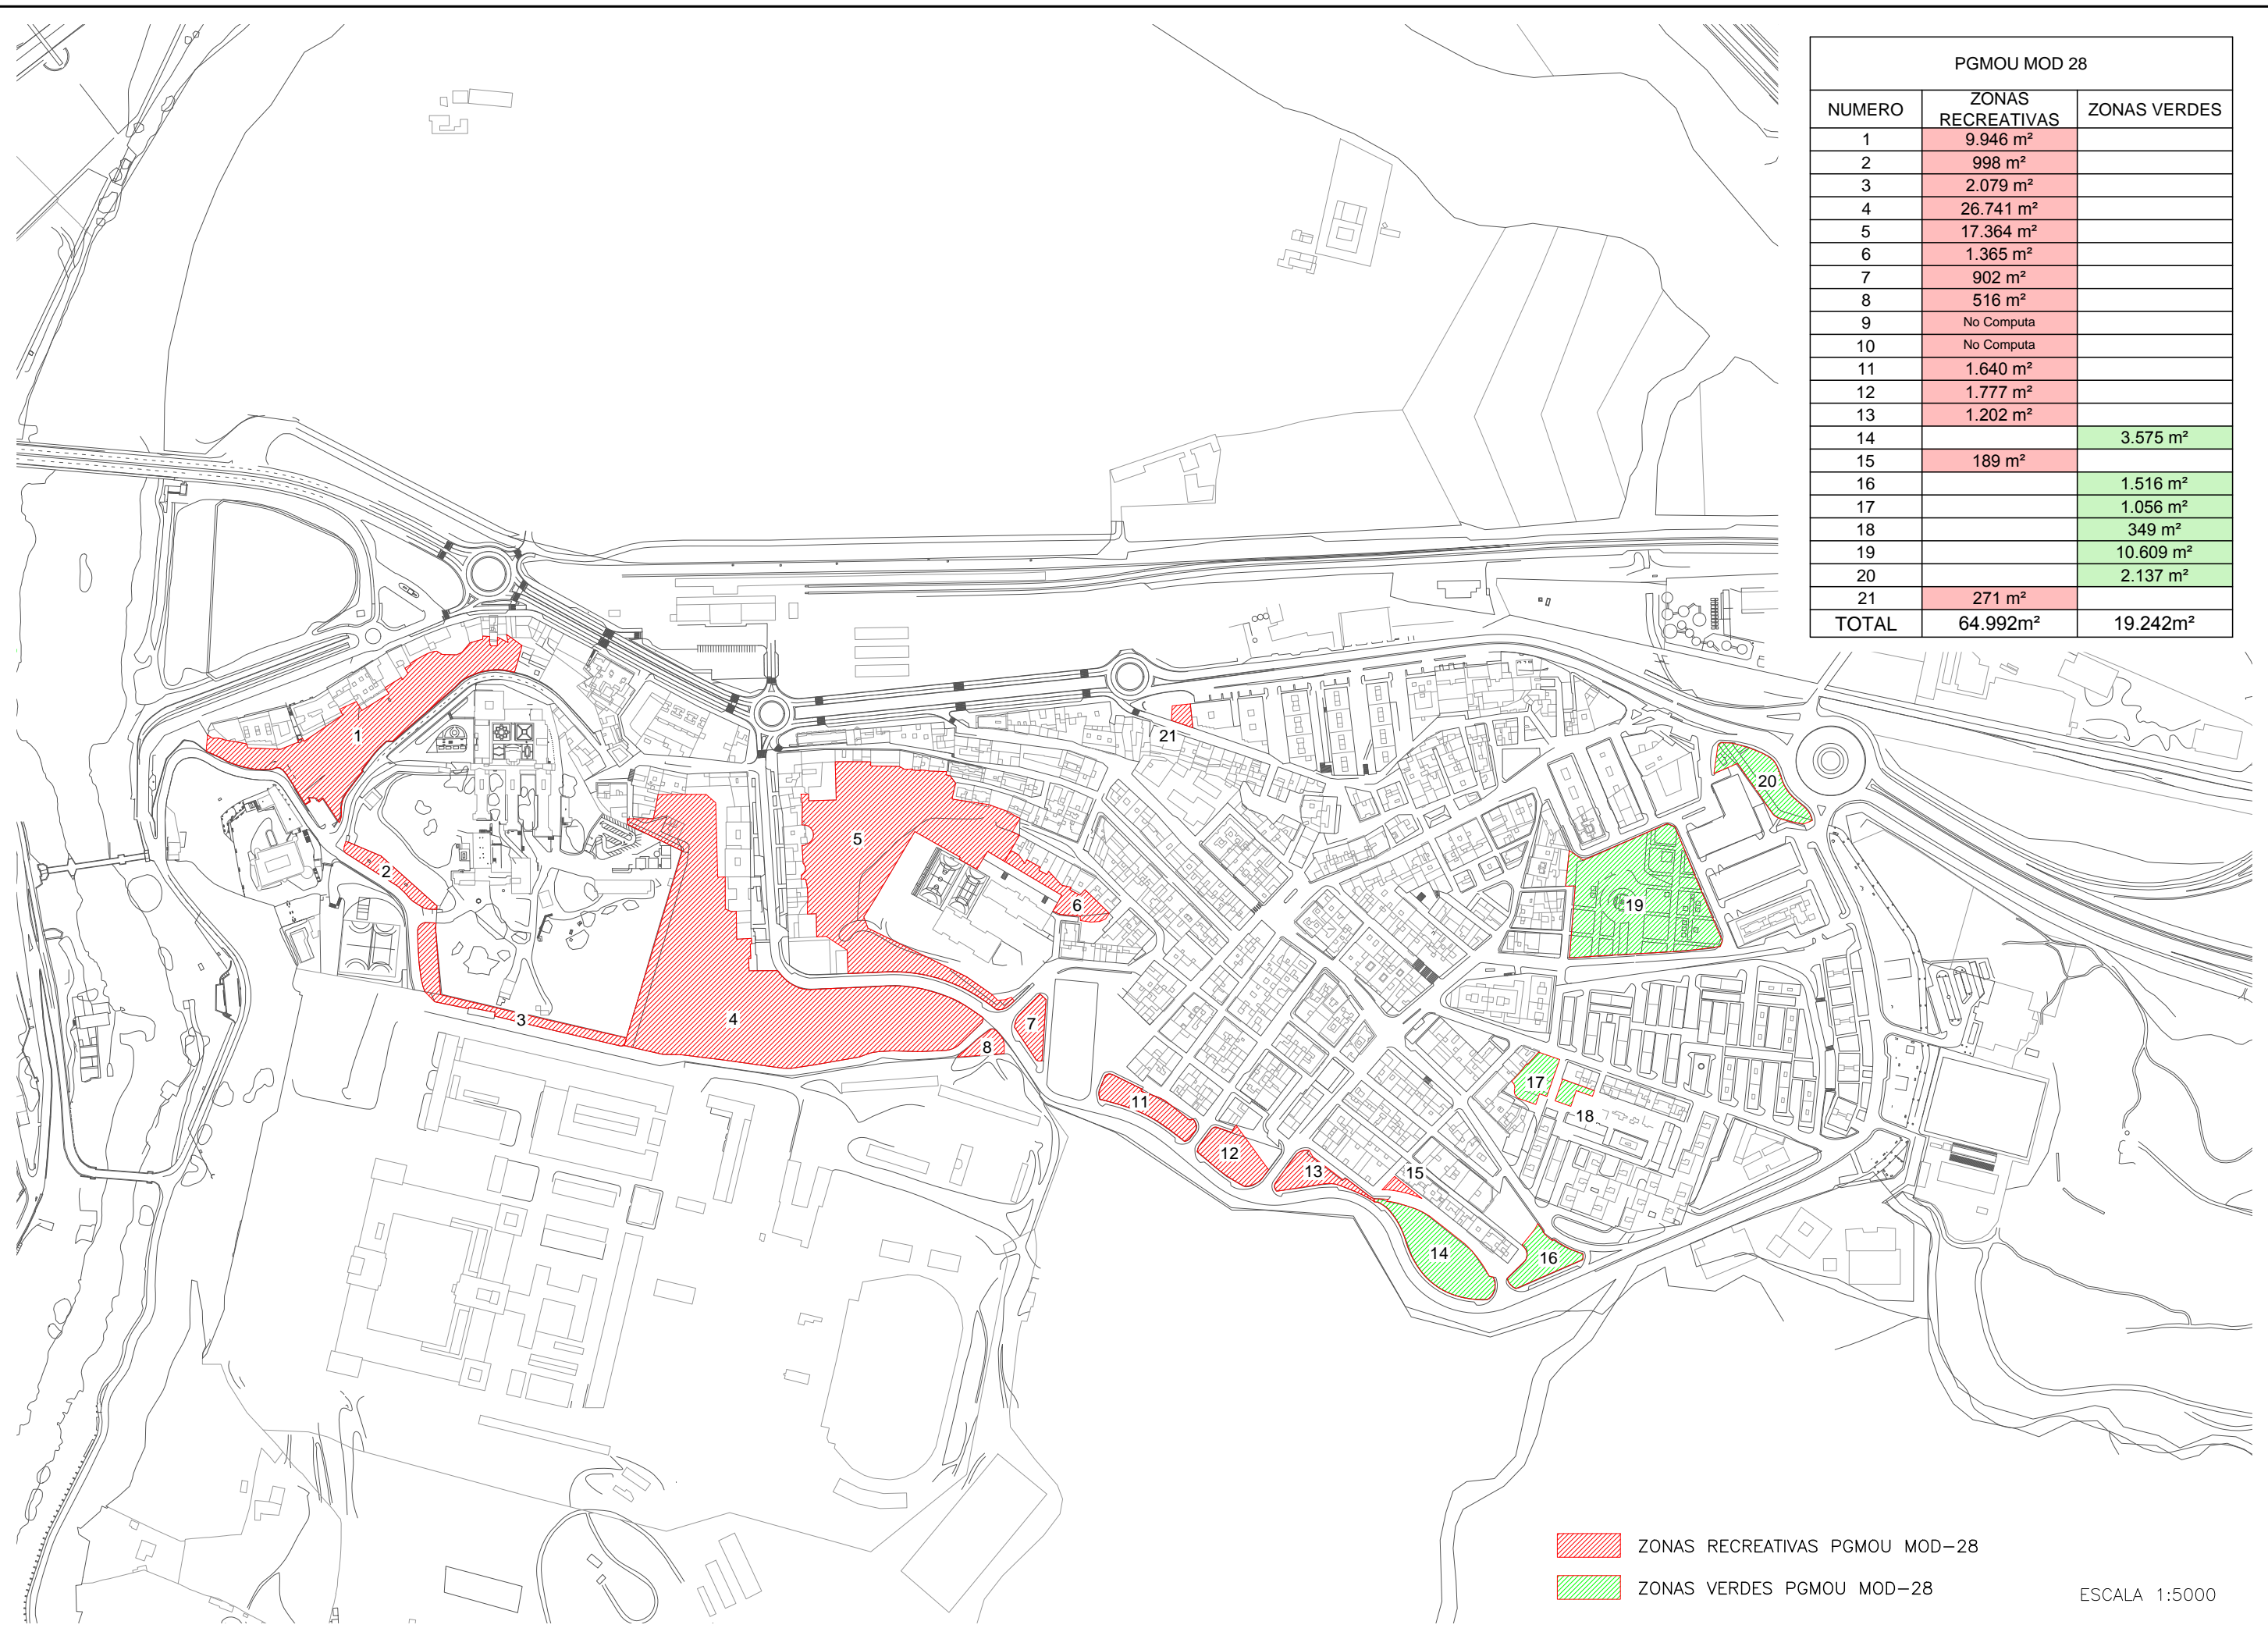 PGMOU MOD 28
NUMERO ZONAS RECREATIVAS ZONAS VERDES
1 9.946 m²
2 998 m²
3 2.079 m²
4 26.741 m²
5 17.364 m²
6 1.365 m²
7 902 m²
8 516 m²
9 No Computa
10 No Computa
11 1.640 m²
12 1.777 m²
13 1.202 m²
14 3.575 m²
15 189 m²
16 1.516 m²
17 1.056 m²
18 349 m²
19 10.609 m²
20 2.137 m²
21 271 m²
TOTAL 64.992m² 19.242m²
1
21
20
5
2
6
19
3
4
7
8
17
11
18
12
13
15
14
16
ZONAS RECREATIVAS PGMOU MOD-28
ZONAS VERDES PGMOU MOD-28
ESCALA 1:5000